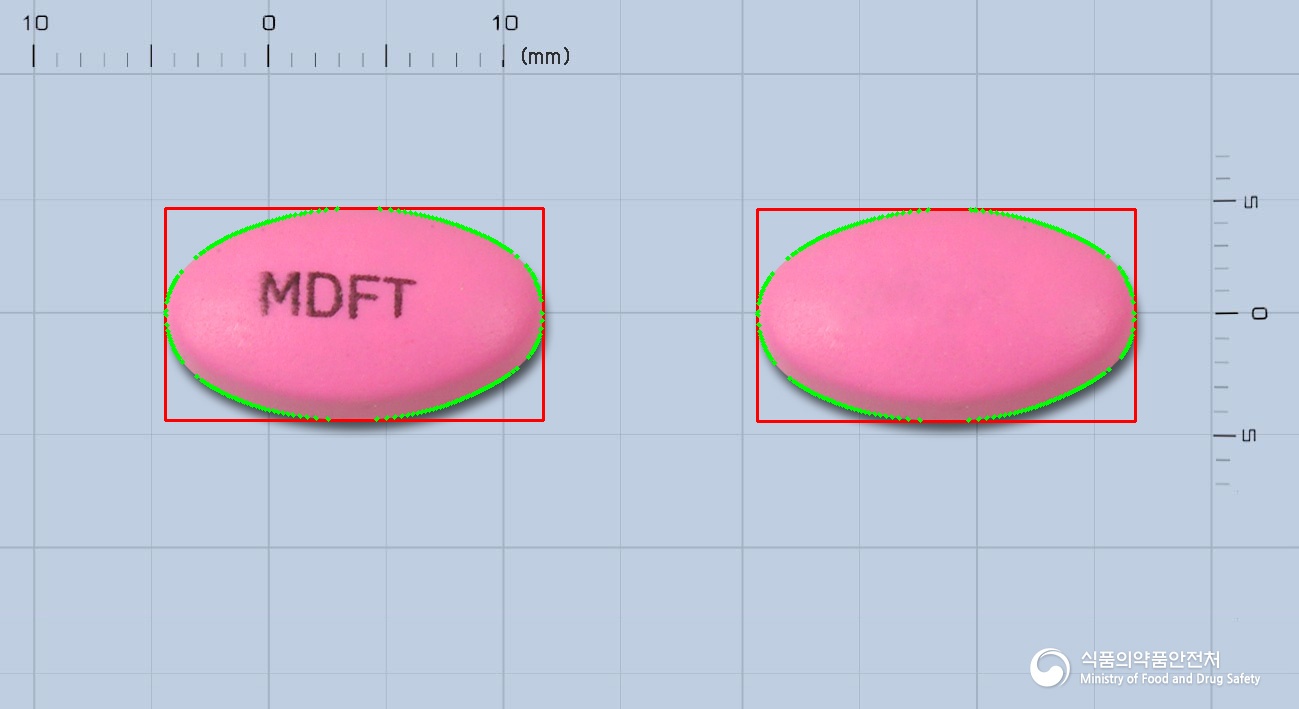 10 0 10
(mm)
MDFT
5
0
5
식품의약품안전처
Ministry of Food and Drug Safety